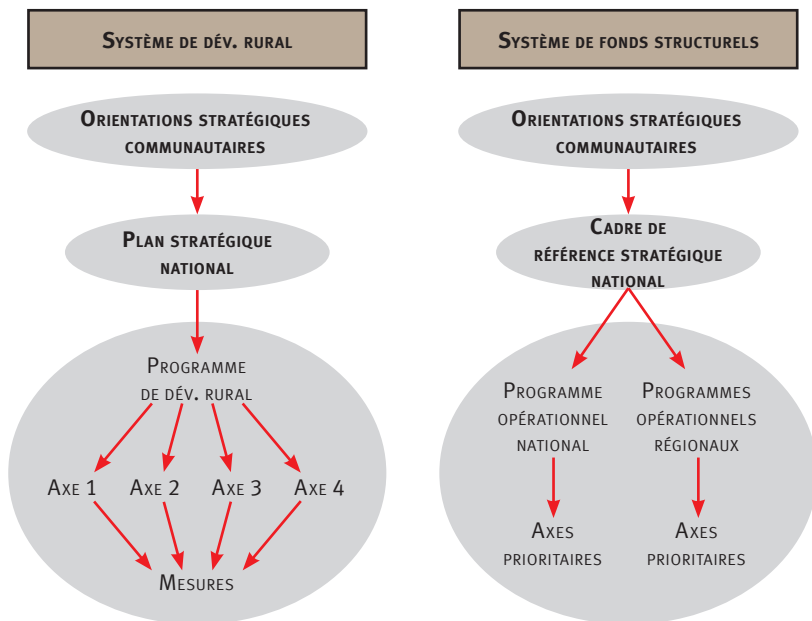 Système de dév. rural
Orientations stratégiques
communautaires
Plan stratégique
national
Programme
de dév. rural
Axe 1
Axe 2
Axe 3
Axe 4
Mesures
Système de fonds structurels
Orientations stratégiques
communautaires
Cadre de
référence stratégique
national
Programme
opérationnel
national
Programmes
opérationnels
régionaux
Axes
prioritaires
Axes
prioritaires